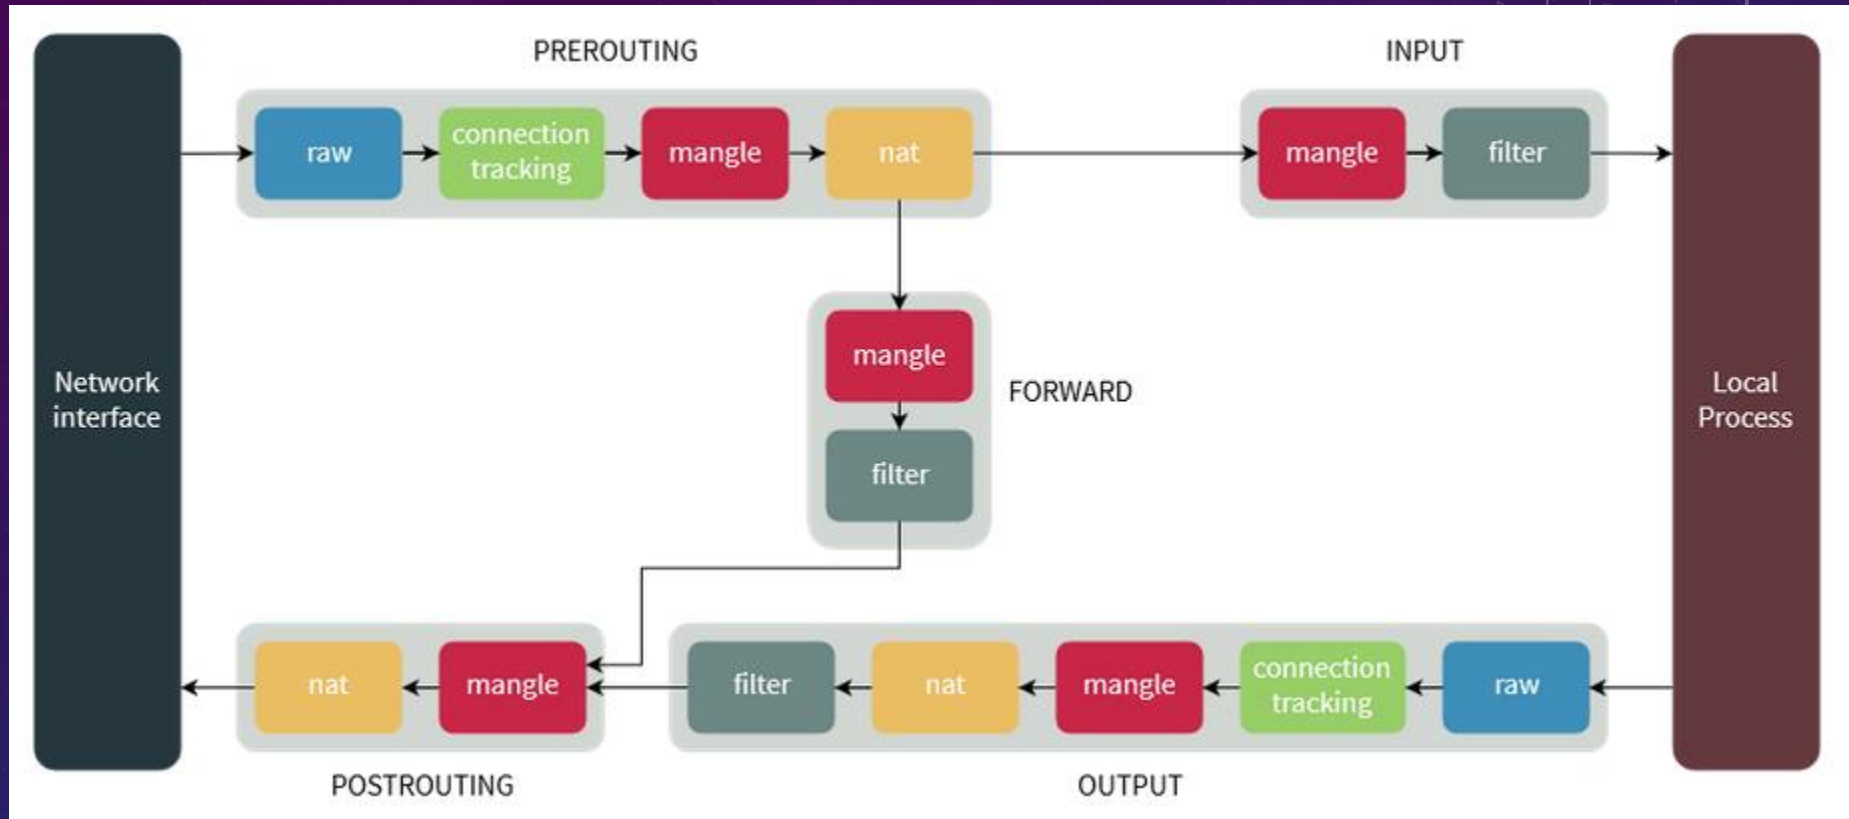 PREROUTING
INPUT
raw
connection
tracking
mangle
nat
mangle
filter
Network
interface
mangle
filter
FORWARD
Local
Process
nat
mangle
filter
nat
mangle
connection
tracking
raw
POSTROUTING
OUTPUT